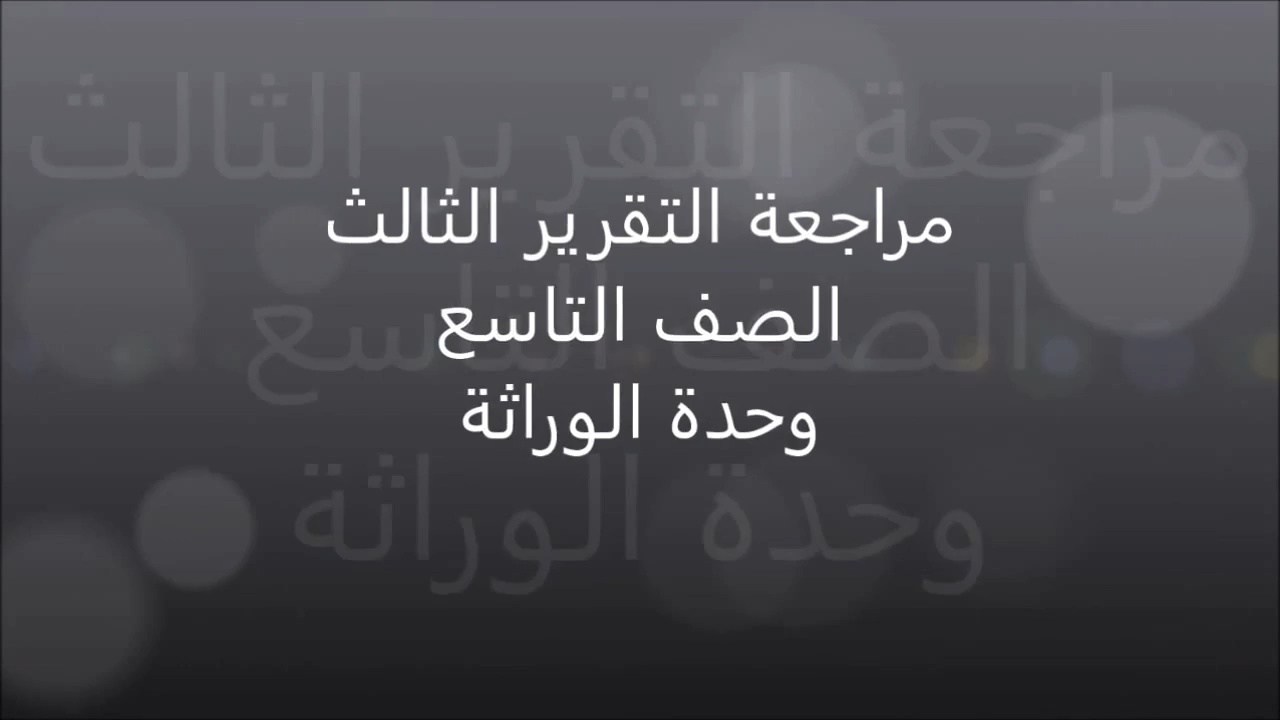 مراجعة التقرير الثالث
الصف التاسع
وحدة الوراثة